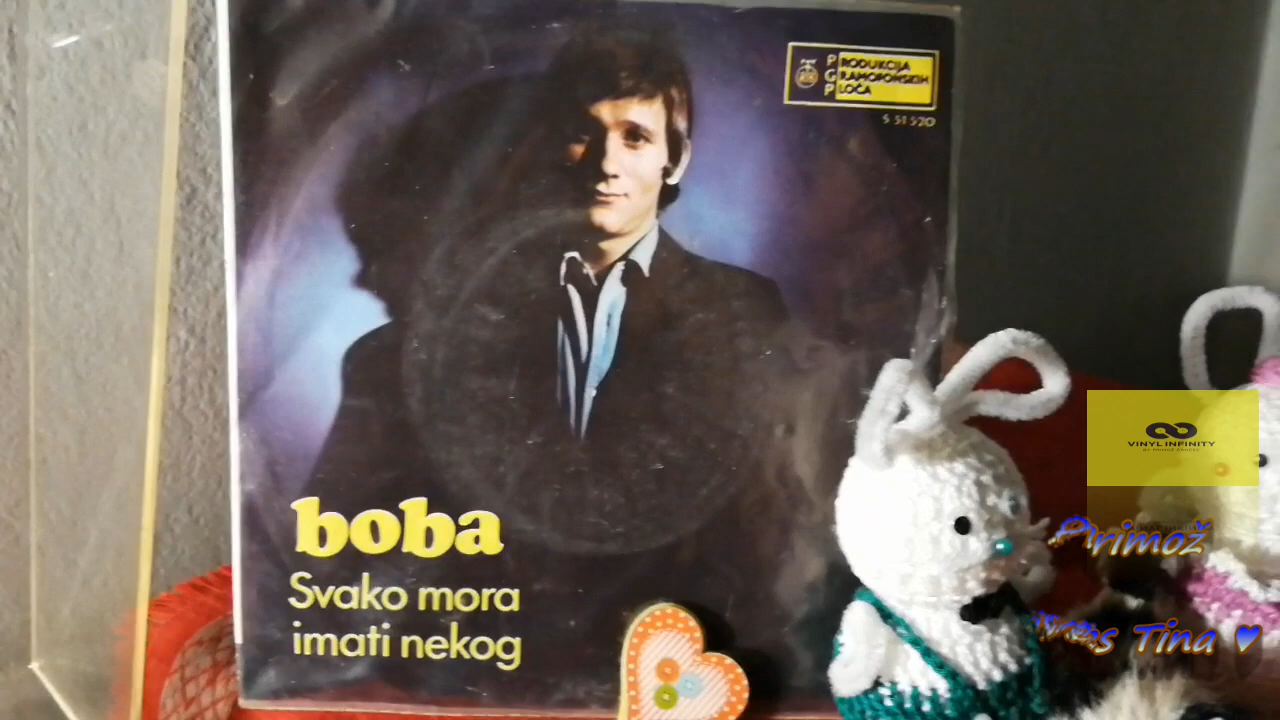 PRODUKCIJA
GRAMOFONSKIH
PLOČA
S 51 520
boba
Svako mora
imati nekog
VINYL INFINITY
Primož
Tina ♥